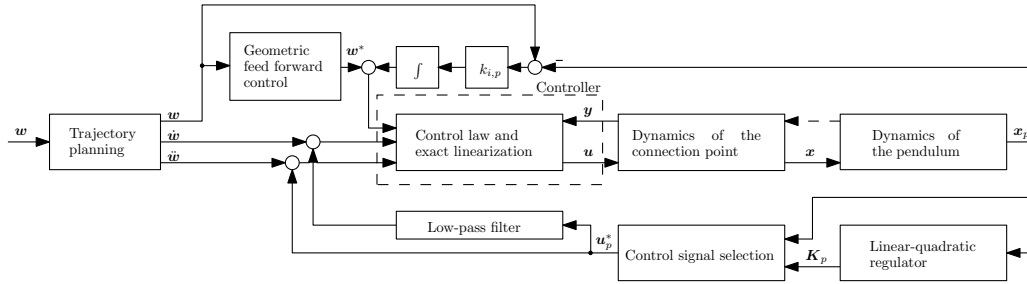 Geometric
feed forward
control
w*
∫
k_{i,p}
-
Controller
w
Trajectory
planning
w
ẇ
ẅ
Control law and
exact linearization
y
u
Dynamics of the
connection point
x
Dynamics of
the pendulum
x_p
Low-pass filter
u_p^*
Control signal selection
K_p
Linear-quadratic
regulator